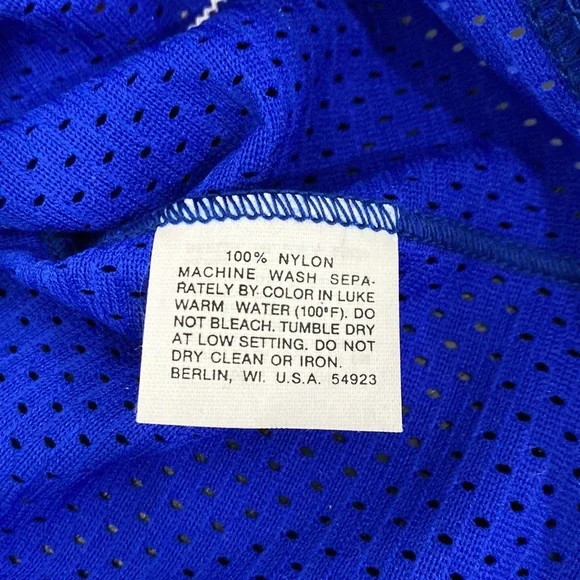 100% NYLON
MACHINE WASH SEPA-
RATELY BY COLOR IN LUKE
WARM WATER (100°F). DO
NOT BLEACH. TUMBLE DRY
AT LOW SETTING. DO NOT
DRY CLEAN OR IRON.
BERLIN, WI. U.S.A. 54923